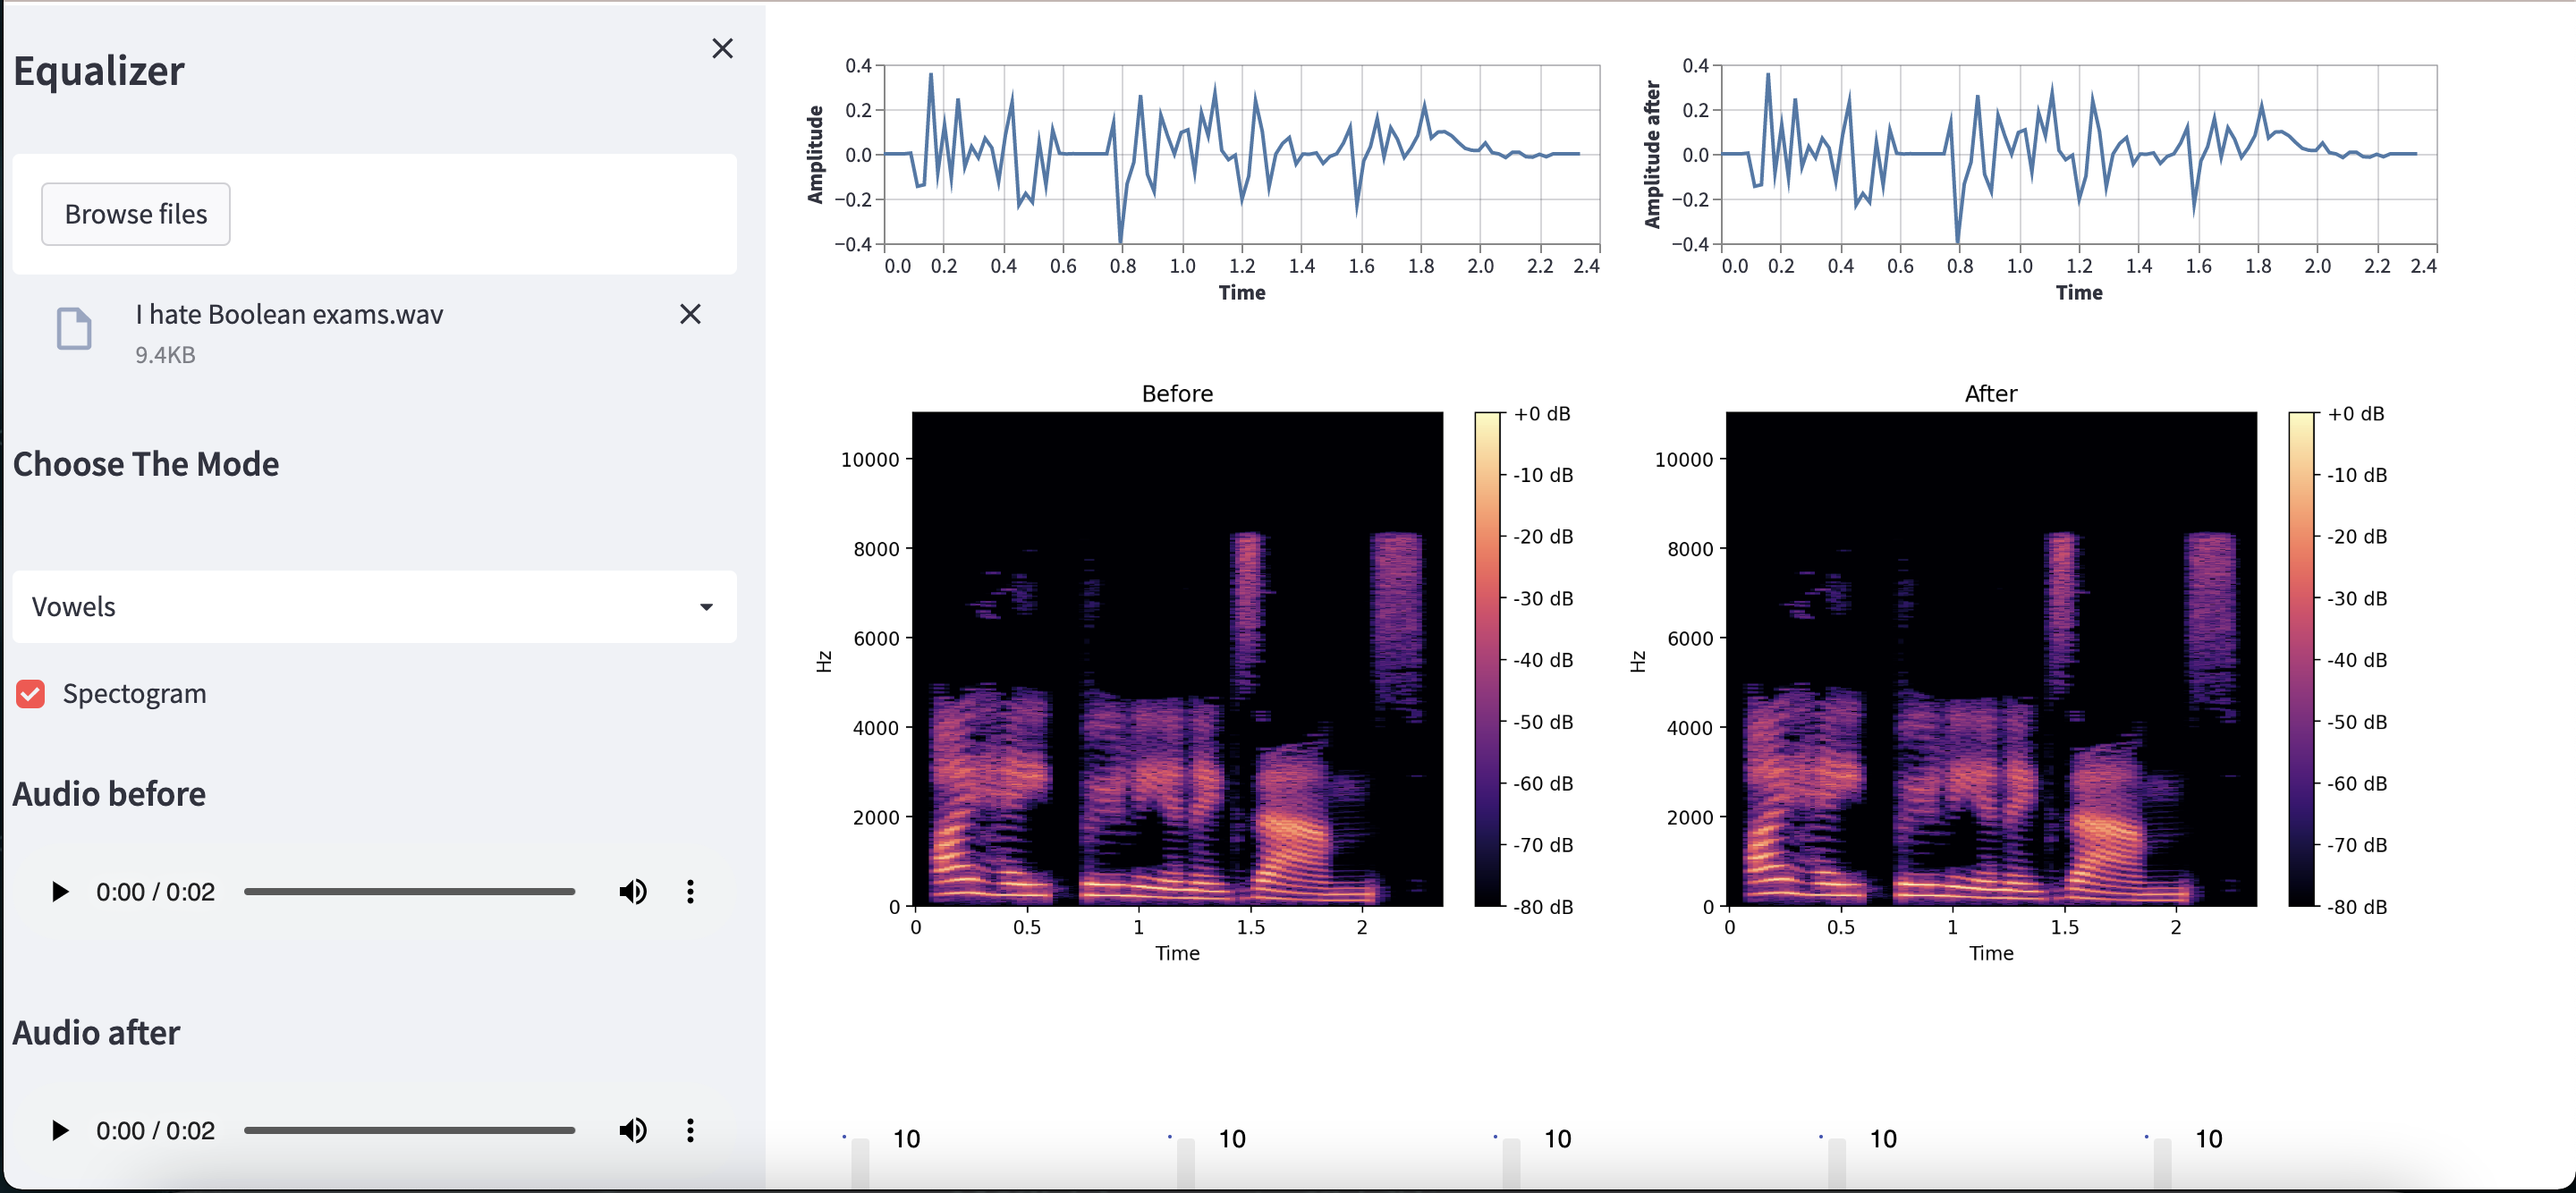 Equalizer
Browse files
I hate Boolean exams.wav
9.4KB
Choose The Mode
Vowels
Spectogram
Audio before
0:00 / 0:02
Audio after
0:00 / 0:02
Amplitude
0.4
0.2
0.0
−0.2
−0.4
0.0 0.2 0.4 0.6 0.8 1.0 1.2 1.4 1.6 1.8 2.0 2.2 2.4
Time
Amplitude after
0.4
0.2
0.0
−0.2
−0.4
0.0 0.2 0.4 0.6 0.8 1.0 1.2 1.4 1.6 1.8 2.0 2.2 2.4
Time
Before
Hz
10000
8000
6000
4000
2000
0
0 0.5 1 1.5 2
Time
+0 dB
-10 dB
-20 dB
-30 dB
-40 dB
-50 dB
-60 dB
-70 dB
-80 dB
After
Hz
10000
8000
6000
4000
2000
0
0 0.5 1 1.5 2
Time
+0 dB
-10 dB
-20 dB
-30 dB
-40 dB
-50 dB
-60 dB
-70 dB
-80 dB
10 10 10 10 10